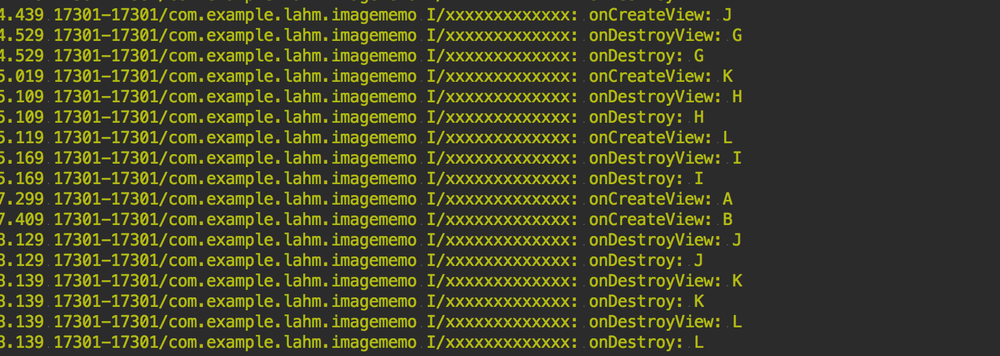 4.439 17301-17301/com.example.lahm.imagememo I/xxxxxxxxxxxxx: onCreateView: J
4.529 17301-17301/com.example.lahm.imagememo I/xxxxxxxxxxxxx: onDestroyView: G
4.529 17301-17301/com.example.lahm.imagememo I/xxxxxxxxxxxxx: onDestroy: G
5.019 17301-17301/com.example.lahm.imagememo I/xxxxxxxxxxxxx: onCreateView: K
5.109 17301-17301/com.example.lahm.imagememo I/xxxxxxxxxxxxx: onDestroyView: H
5.109 17301-17301/com.example.lahm.imagememo I/xxxxxxxxxxxxx: onDestroy: H
5.119 17301-17301/com.example.lahm.imagememo I/xxxxxxxxxxxxx: onCreateView: L
5.169 17301-17301/com.example.lahm.imagememo I/xxxxxxxxxxxxx: onDestroyView: I
5.169 17301-17301/com.example.lahm.imagememo I/xxxxxxxxxxxxx: onDestroy: I
7.299 17301-17301/com.example.lahm.imagememo I/xxxxxxxxxxxxx: onCreateView: A
7.409 17301-17301/com.example.lahm.imagememo I/xxxxxxxxxxxxx: onCreateView: B
8.129 17301-17301/com.example.lahm.imagememo I/xxxxxxxxxxxxx: onDestroyView: J
8.129 17301-17301/com.example.lahm.imagememo I/xxxxxxxxxxxxx: onDestroy: J
8.139 17301-17301/com.example.lahm.imagememo I/xxxxxxxxxxxxx: onDestroyView: K
8.139 17301-17301/com.example.lahm.imagememo I/xxxxxxxxxxxxx: onDestroy: K
8.139 17301-17301/com.example.lahm.imagememo I/xxxxxxxxxxxxx: onDestroyView: L
8.139 17301-17301/com.example.lahm.imagememo I/xxxxxxxxxxxxx: onDestroy: L